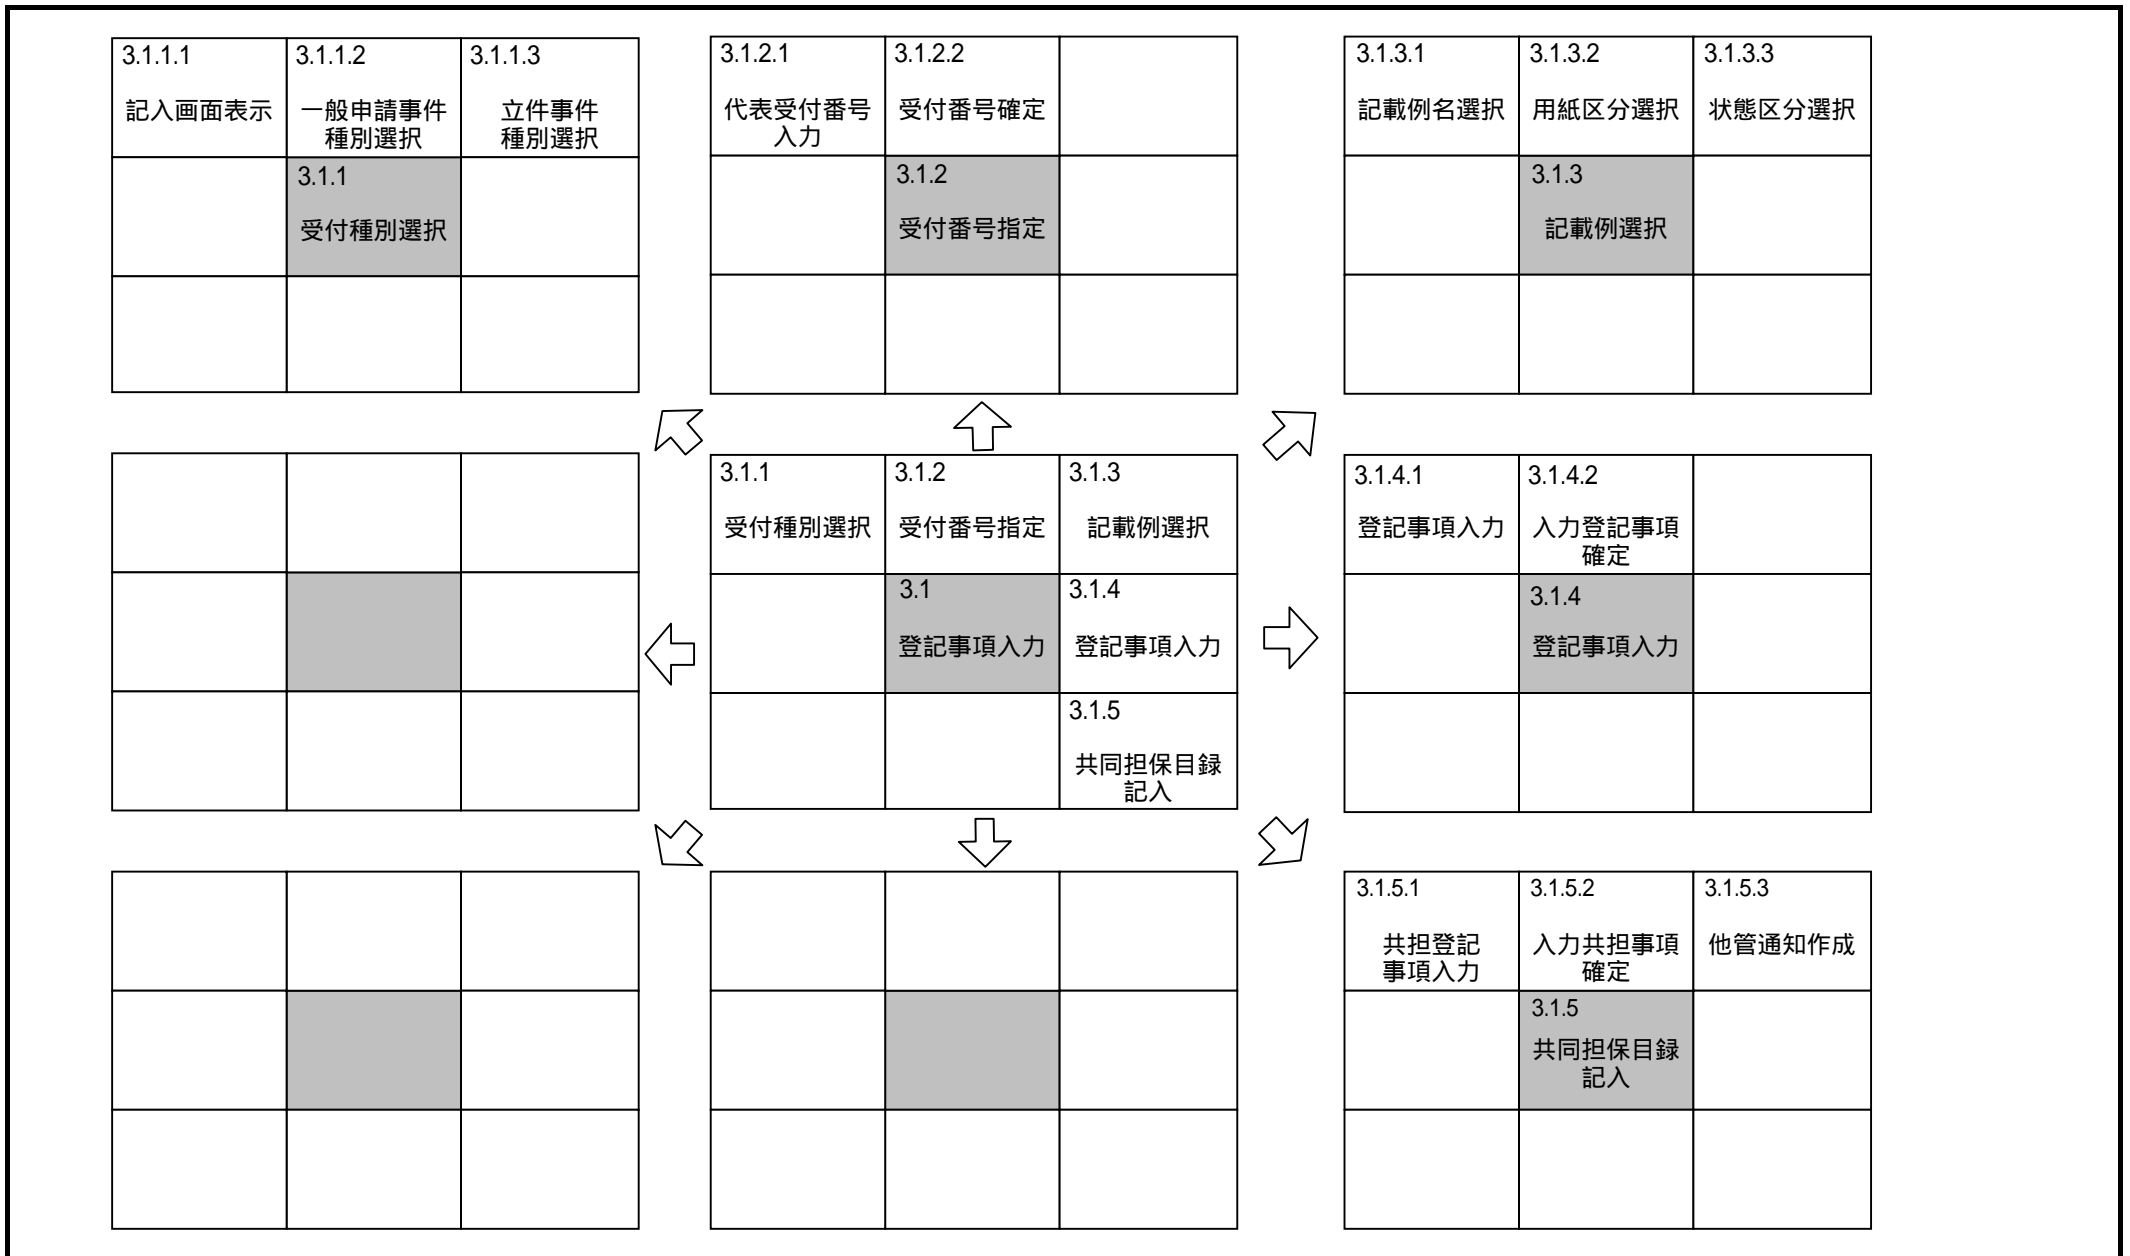 3.1.1.1
記入画面表示
3.1.1.2
一般申請事件
種別選択
3.1.1.3
立件事件
種別選択
3.1.1
受付種別選択
3.1.2.1
代表受付番号
入力
3.1.2.2
受付番号確定
3.1.2
受付番号指定
3.1.3.1
記載例名選択
3.1.3.2
用紙区分選択
3.1.3.3
状態区分選択
3.1.3
記載例選択
3.1.1
受付種別選択
3.1.2
受付番号指定
3.1.3
記載例選択
3.1
登記事項入力
3.1.4
登記事項入力
3.1.5
共同担保目録
記入
3.1.4.1
登記事項入力
3.1.4.2
入力登記事項
確定
3.1.4
登記事項入力
3.1.5.1
共担登記
事項入力
3.1.5.2
入力共担事項
確定
3.1.5.3
他管通知作成
3.1.5
共同担保目録
記入